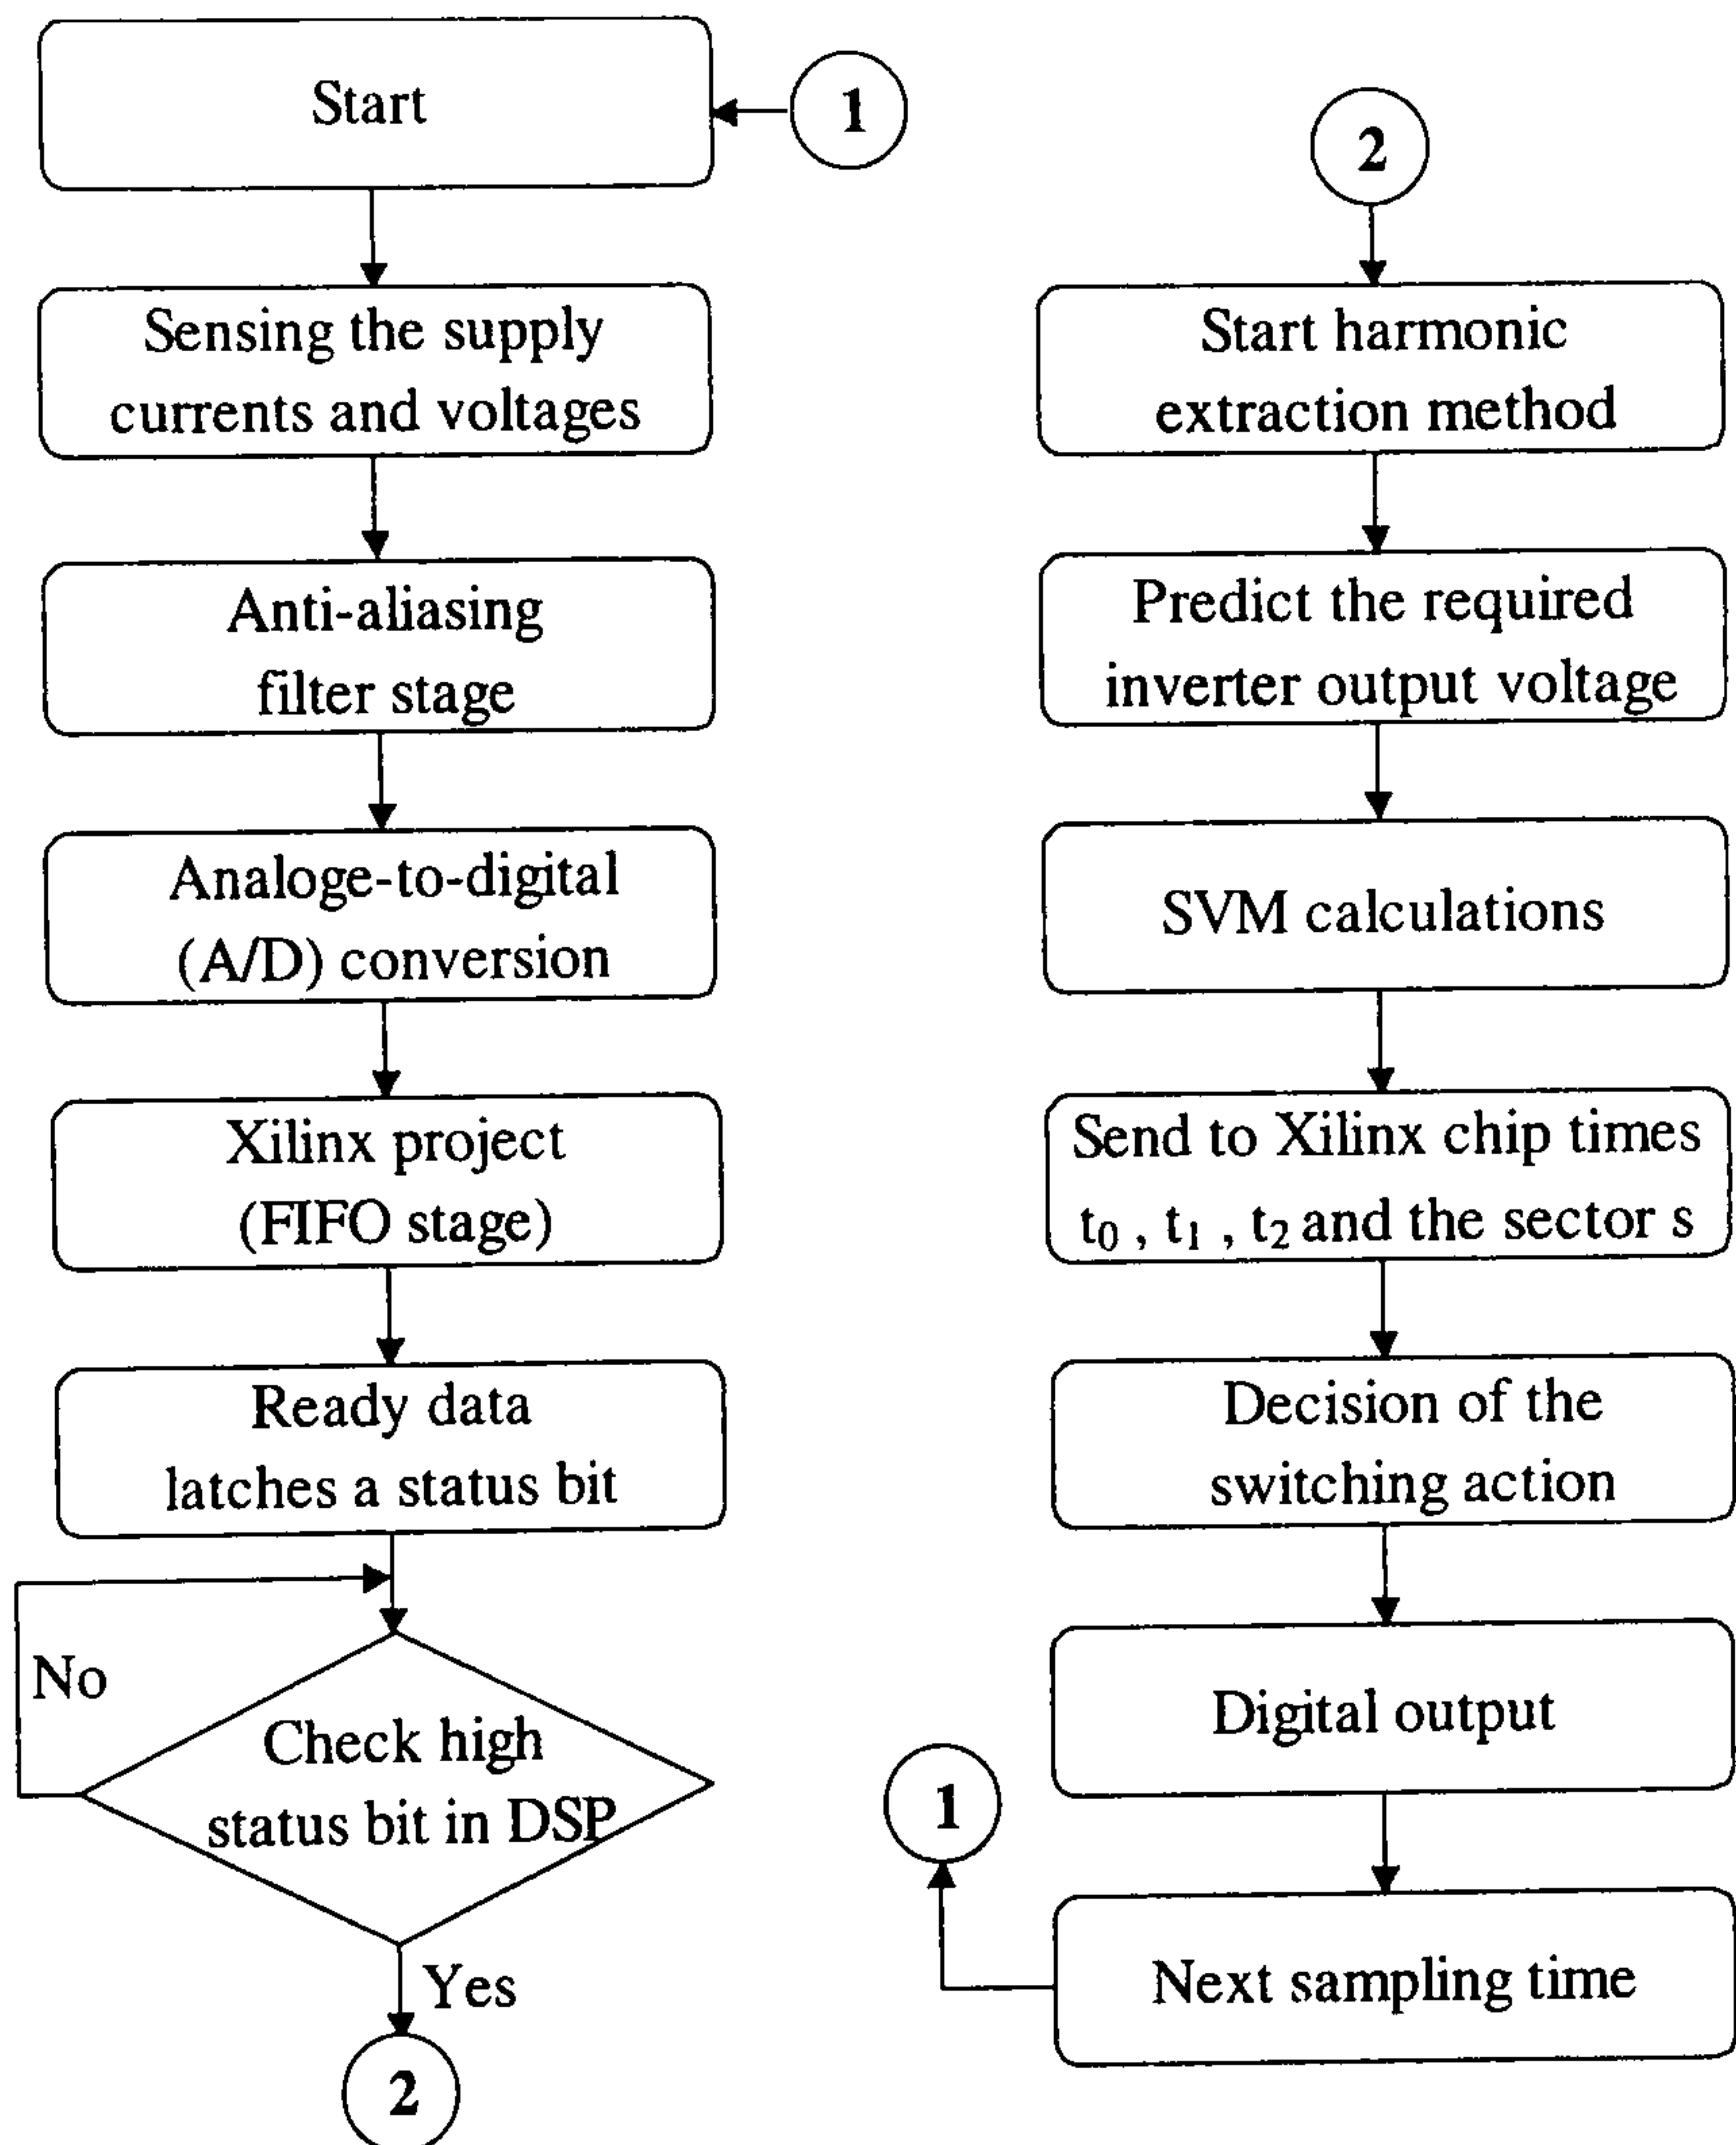 Start
1
Sensing the supply
currents and voltages
Anti-aliasing
filter stage
Analoge-to-digital
(A/D) conversion
Xilinx project
(FIFO stage)
Ready data
latches a status bit
No
Check high
status bit in DSP
Yes
2
2
Start harmonic
extraction method
Predict the required
inverter output voltage
SVM calculations
Send to Xilinx chip times
t₀ , t₁ , t₂ and the sector s
Decision of the
switching action
Digital output
1
Next sampling time